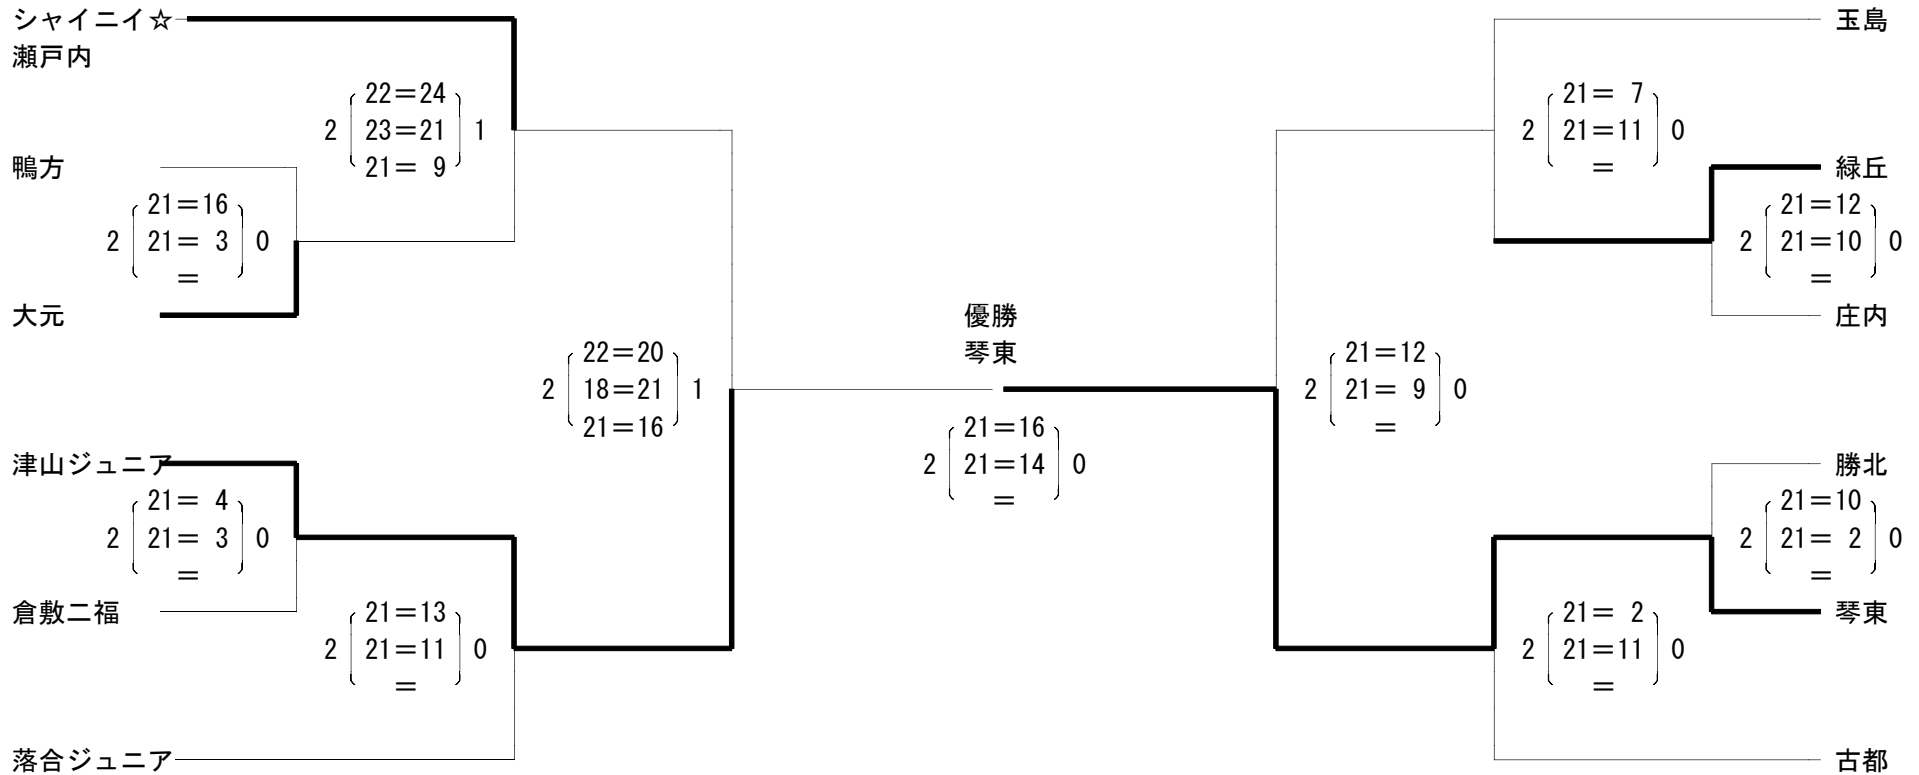 シャイニイ☆
瀬戸内
22=24
2 23=21 1
21= 9
鴨方
21=16
2 21= 3 0
=
大元
22=20
2 18=21 1
21=16
津山ジュニア
21= 4
2 21= 3 0
=
倉敷二福
21=13
2 21=11 0
=
落合ジュニア
優勝
琴東
21=16
2 21=14 0
=
玉島
21= 7
2 21=11 0
=
緑丘
21=12
2 21=10 0
=
庄内
21=12
2 21= 9 0
=
勝北
21=10
2 21= 2 0
=
琴東
21= 2
2 21=11 0
=
古都